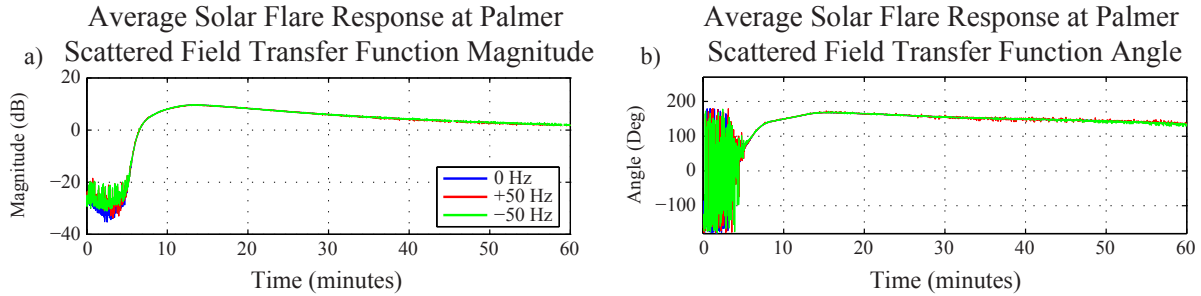 Average Solar Flare Response at Palmer
Scattered Field Transfer Function Magnitude
a)
20
0
−20
−40
Magnitude (dB)
0 Hz
+50 Hz
−50 Hz
0 10 20 30 40 50 60
Time (minutes)
Average Solar Flare Response at Palmer
Scattered Field Transfer Function Angle
b)
200
100
0
−100
Angle (Deg)
0 10 20 30 40 50 60
Time (minutes)